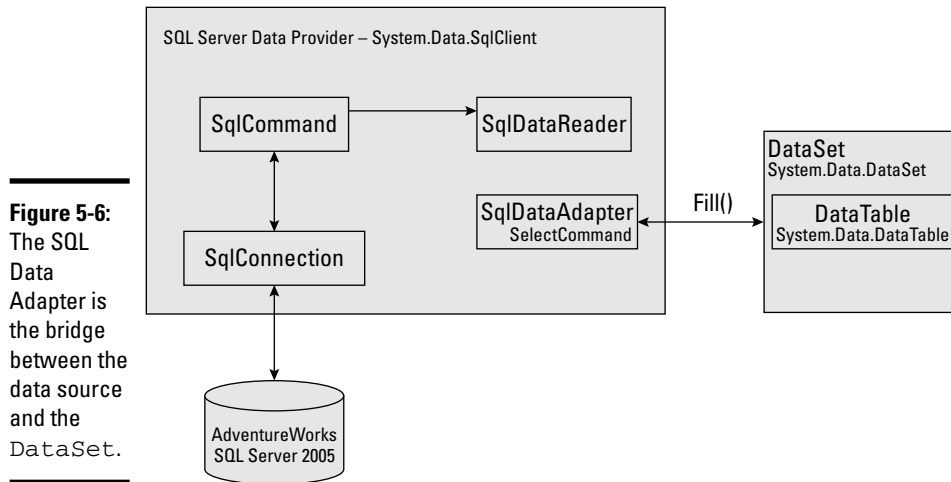 SQL Server Data Provider – System.Data.SqlClient
SqlCommand
SqlDataReader
SqlDataAdapter
SelectCommand
SqlConnection
Fill()
DataSet
System.Data.DataSet
DataTable
System.Data.DataTable
AdventureWorks
SQL Server 2005
Figure 5-6:
The SQL
Data
Adapter is
the bridge
between the
data source
and the
DataSet.